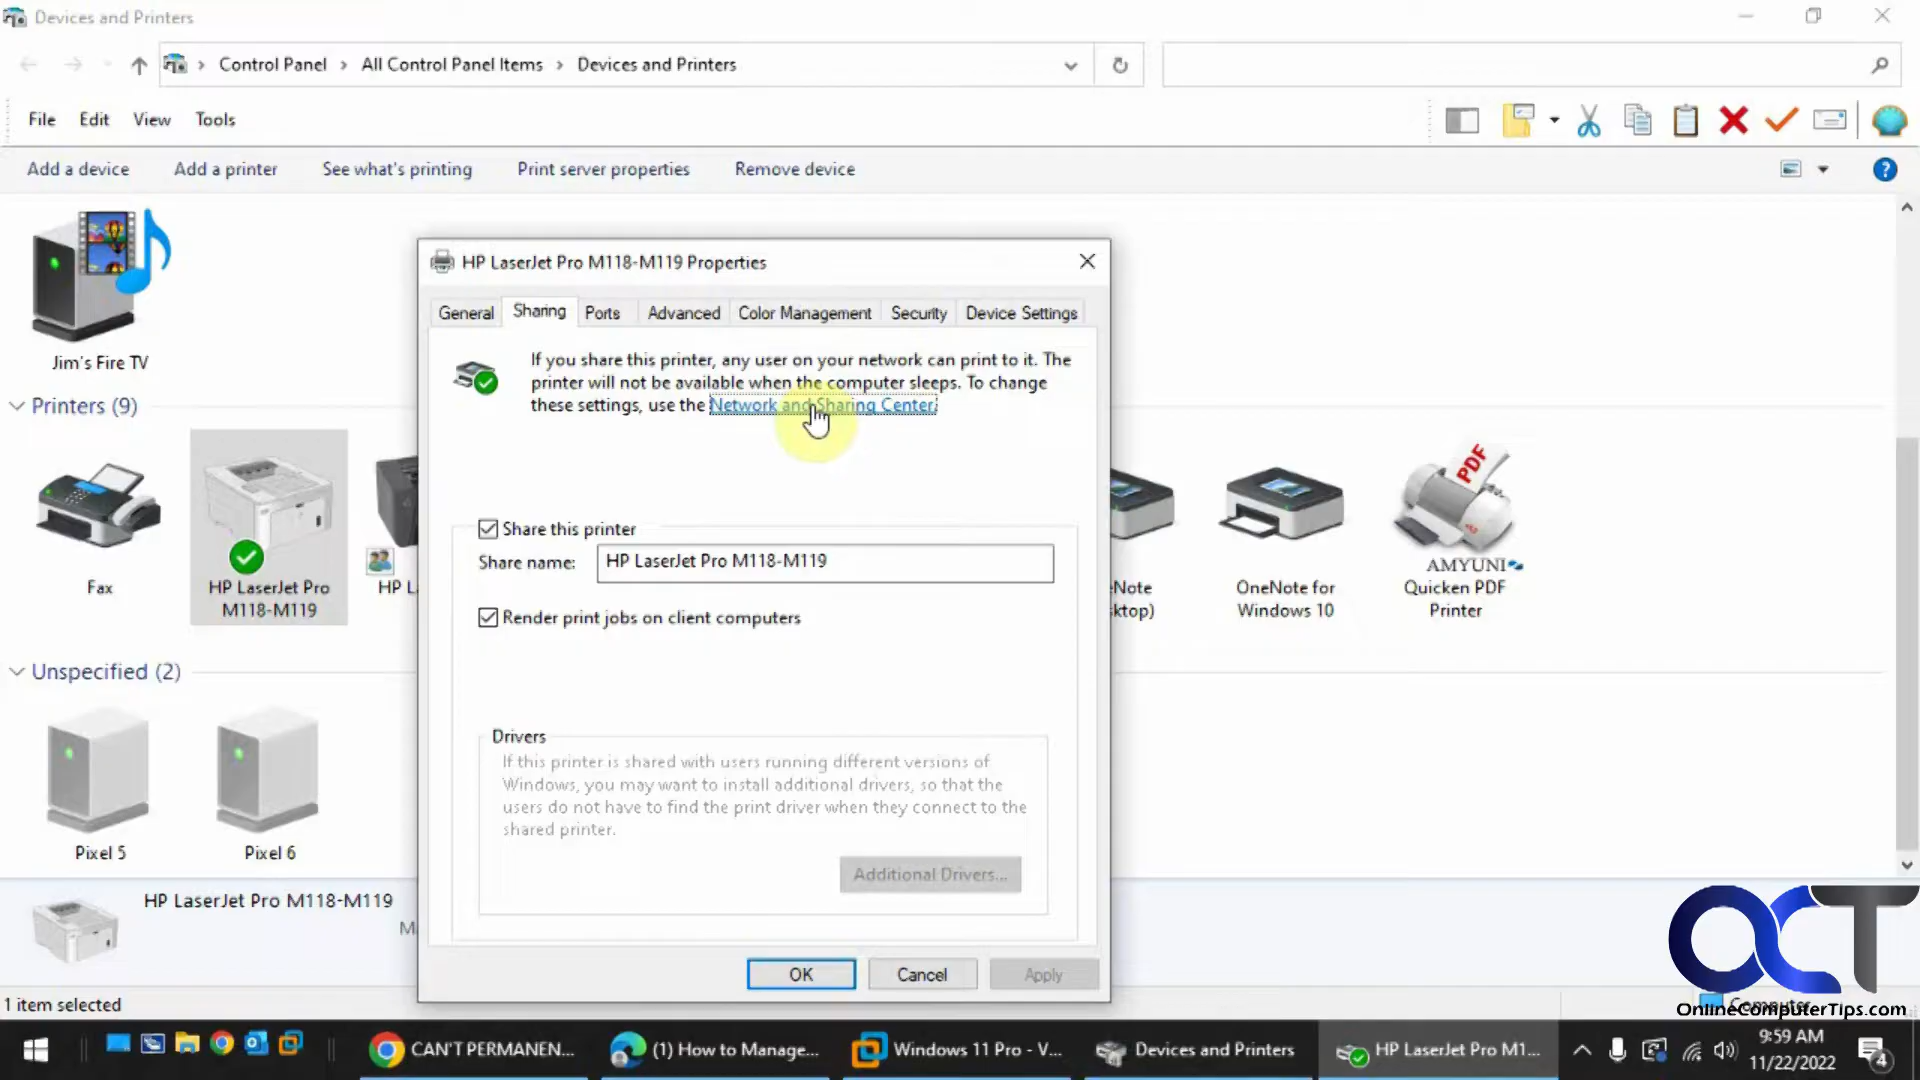 Devices and Printers
Control Panel > All Control Panel Items > Devices and Printers
File Edit View Tools
Add a device Add a printer See what's printing Print server properties Remove device
Jim's Fire TV
Printers (9)
Fax
HP LaserJet Pro
M118-M119
HP L
OneNote for
Windows 10
PDF
AMYUNI
Quicken PDF
Printer
Unspecified (2)
Pixel 5
Pixel 6
HP LaserJet Pro M118-M119 Properties
General Sharing Ports Advanced Color Management Security Device Settings
If you share this printer, any user on your network can print to it. The
printer will not be available when the computer sleeps. To change
these settings, use the Network and Sharing Center.
Share this printer
Share name: HP LaserJet Pro M118-M119
Render print jobs on client computers
Drivers
If this printer is shared with users running different versions of
Windows, you may want to install additional drivers, so that the
users do not have to find the print driver when they connect to the
shared printer.
Additional Drivers...
OK Cancel Apply
HP LaserJet Pro M118-M119
1 item selected
Computer
OCT
OnlineComputerTips.com
CAN'T PERMANEN...
(1) How to Manage...
Windows 11 Pro - V...
Devices and Printers
HP LaserJet Pro M1...
9:59 AM
11/22/2022
4